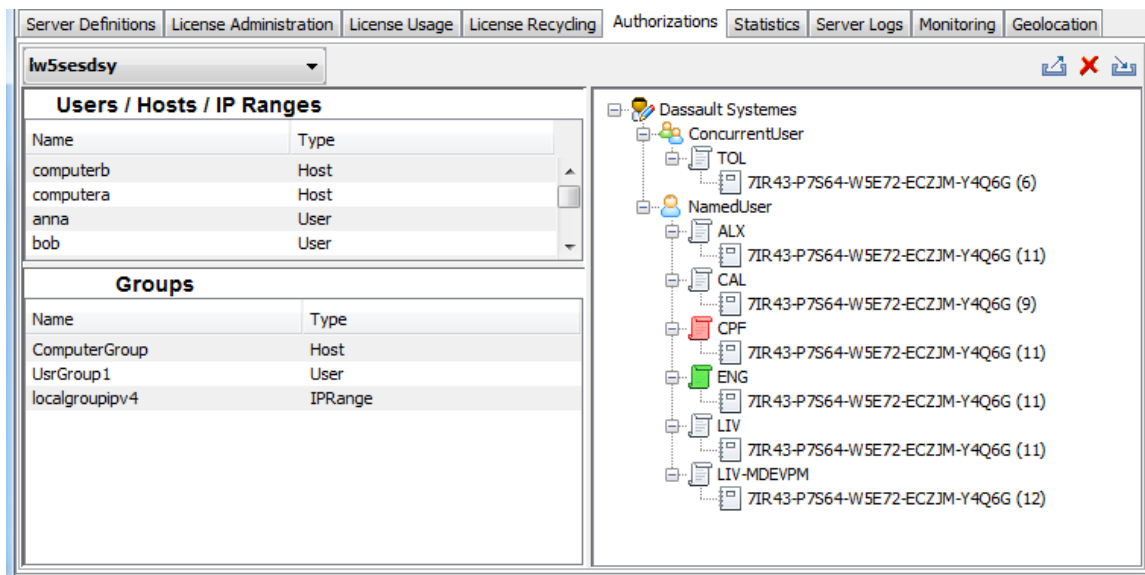 Server Definitions License Administration License Usage License Recycling Authorizations Statistics Server Logs Monitoring Geolocation
lw5sesdsy
Users / Hosts / IP Ranges
Name Type
computerb Host
computera Host
anna User
bob User
Groups
Name Type
ComputerGroup Host
UsrGroup1 User
localgroupipv4 IPRange
Dassault Systemes
ConcurrentUser
TOL
7IR43-P7S64-W5E72-ECZJM-Y4Q6G (6)
NamedUser
ALX
7IR43-P7S64-W5E72-ECZJM-Y4Q6G (11)
CAL
7IR43-P7S64-W5E72-ECZJM-Y4Q6G (9)
CPF
7IR43-P7S64-W5E72-ECZJM-Y4Q6G (11)
ENG
7IR43-P7S64-W5E72-ECZJM-Y4Q6G (11)
LIV
7IR43-P7S64-W5E72-ECZJM-Y4Q6G (11)
LIV-MDEVPM
7IR43-P7S64-W5E72-ECZJM-Y4Q6G (12)